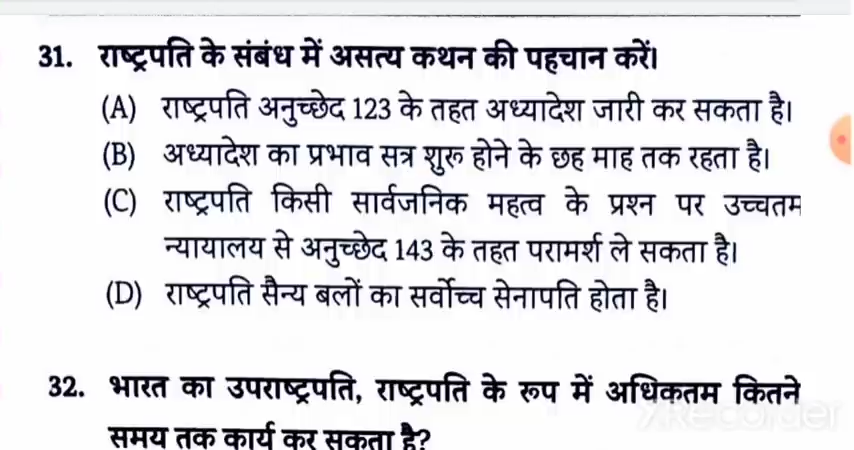 31. राष्ट्रपति के संबंध में असत्य कथन की पहचान करें।
(A) राष्ट्रपति अनुच्छेद 123 के तहत अध्यादेश जारी कर सकता है।
(B) अध्यादेश का प्रभाव सत्र शुरू होने के छह माह तक रहता है।
(C) राष्ट्रपति किसी सार्वजनिक महत्व के प्रश्न पर उच्चतम
न्यायालय से अनुच्छेद 143 के तहत परामर्श ले सकता है।
(D) राष्ट्रपति सैन्य बलों का सर्वोच्च सेनापति होता है।
32. भारत का उपराष्ट्रपति, राष्ट्रपति के रूप में अधिकतम कितने
XRecorder
समय तक कार्य कर सकता है?